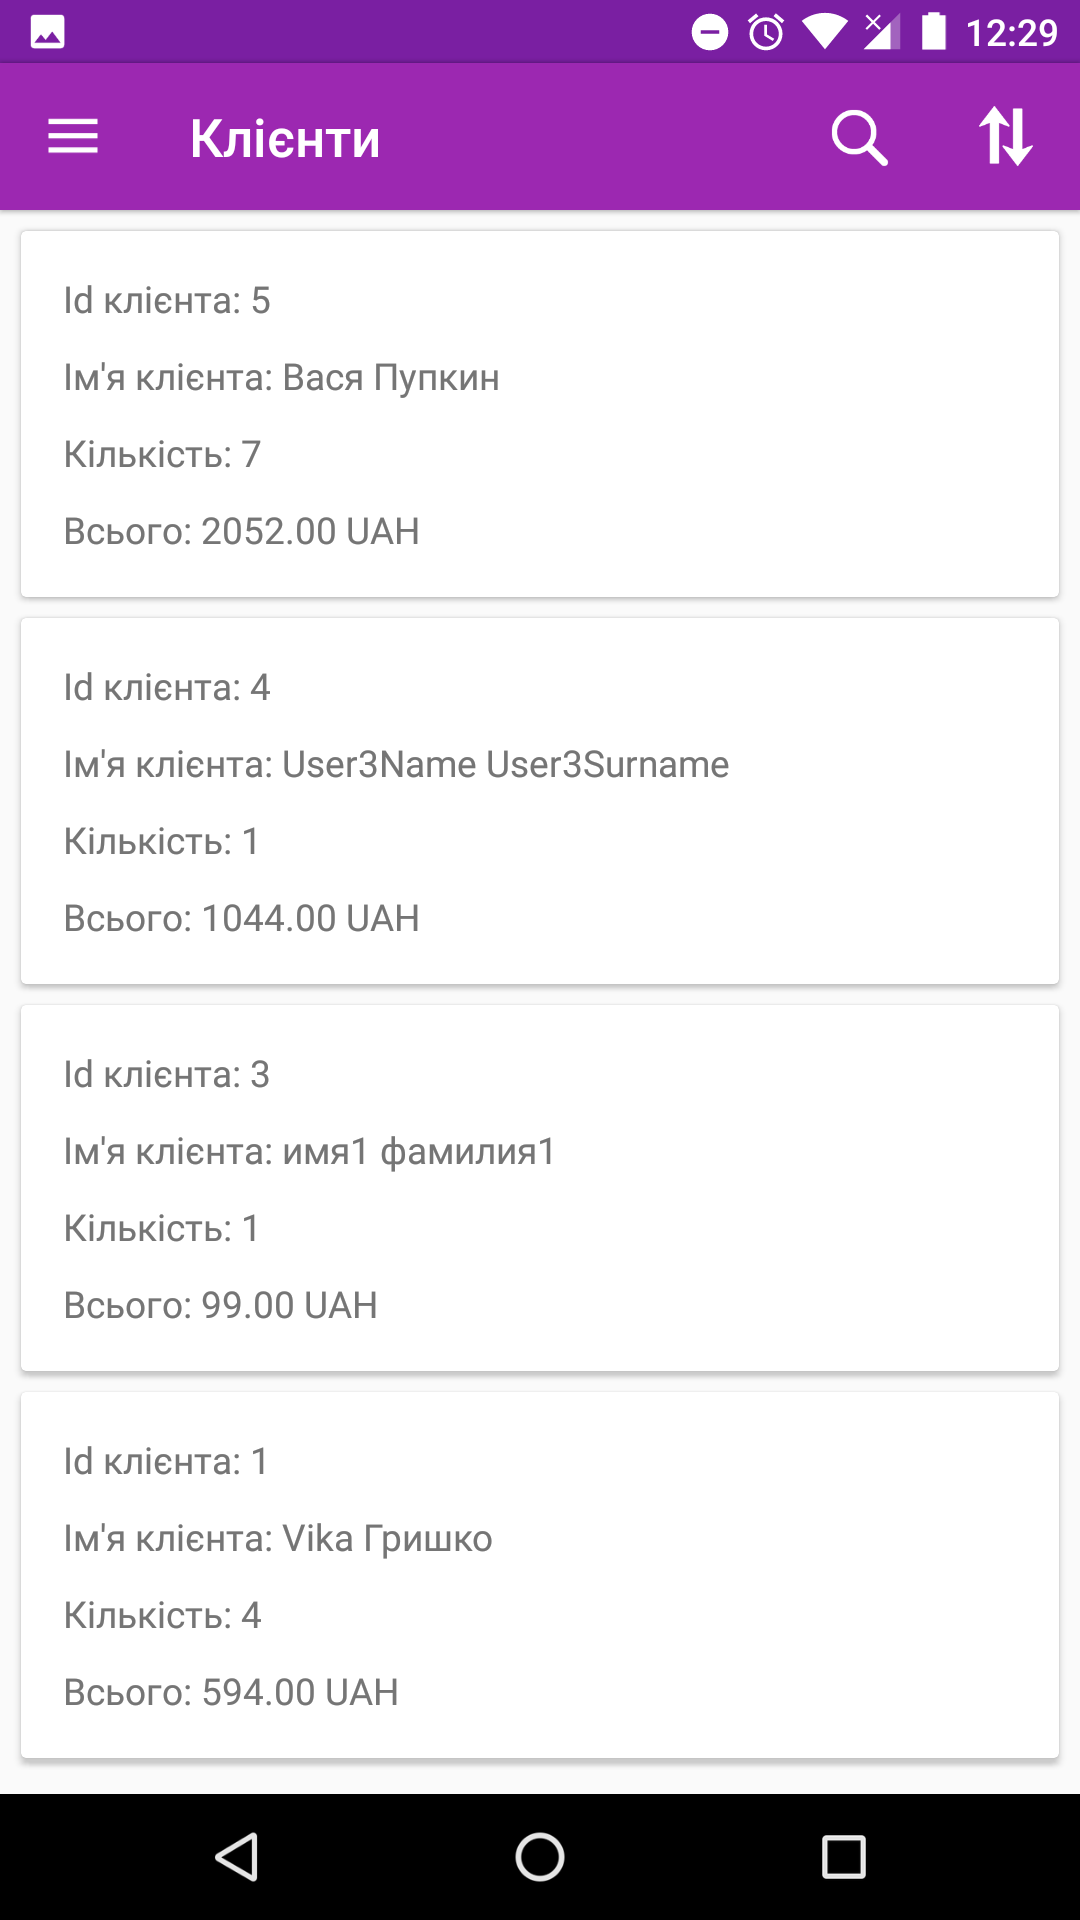 12:29
Клієнти
Id клієнта: 5
Ім'я клієнта: Вася Пупкин
Кількість: 7
Всього: 2052.00 UAH
Id клієнта: 4
Ім'я клієнта: User3Name User3Surname
Кількість: 1
Всього: 1044.00 UAH
Id клієнта: 3
Ім'я клієнта: имя1 фамилия1
Кількість: 1
Всього: 99.00 UAH
Id клієнта: 1
Ім'я клієнта: Vika Гришко
Кількість: 4
Всього: 594.00 UAH